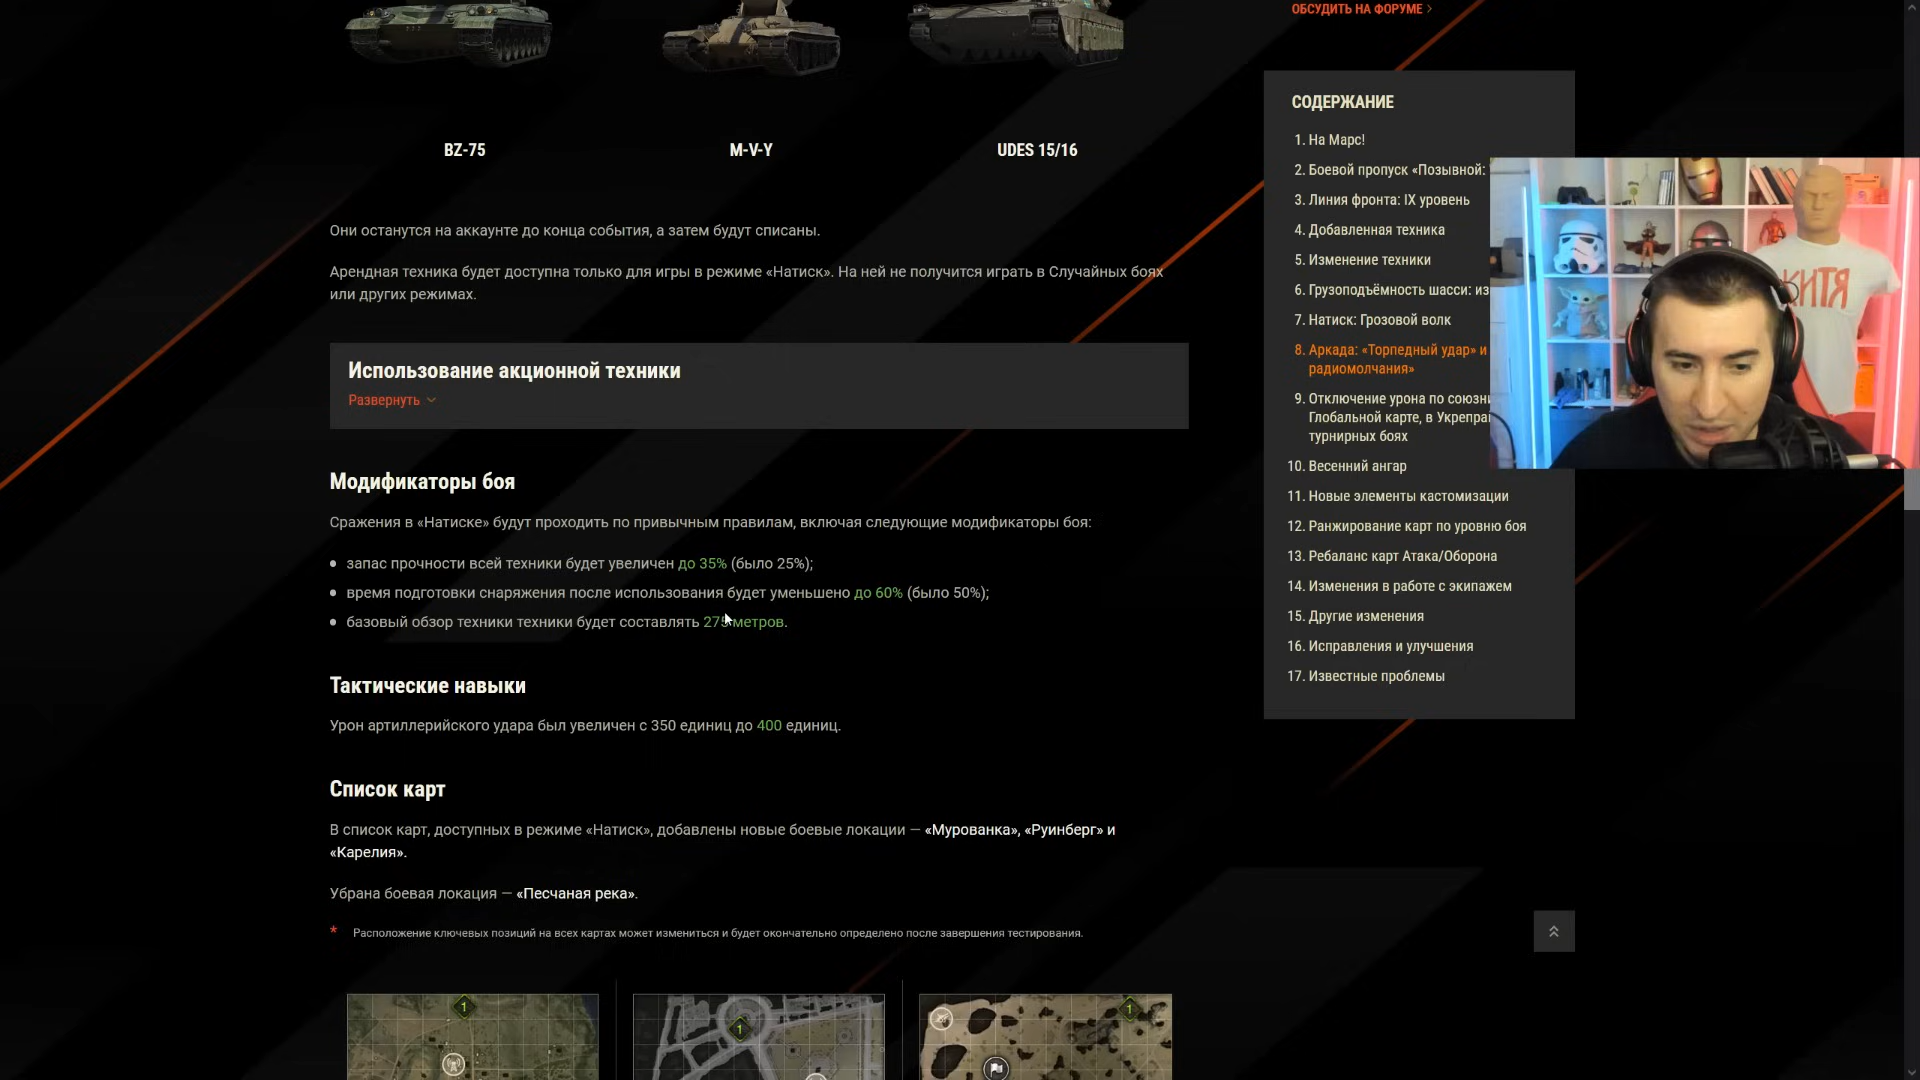 ОБСУДИТЬ НА ФОРУМЕ
BZ-75
M-V-Y
UDES 15/16
Они останутся на аккаунте до конца события, а затем будут списаны.
Арендная техника будет доступна только для игры в режиме «Натиск». На ней не получится играть в Случайных боях
или других режимах.
Использование акционной техники
Развернуть
Модификаторы боя
Сражения в «Натиске» будут проходить по привычным правилам, включая следующие модификаторы боя:
запас прочности всей техники будет увеличен до 35% (было 25%);
время подготовки снаряжения после использования будет уменьшено до 60% (было 50%);
базовый обзор техники техники будет составлять 275 метров.
Тактические навыки
Урон артиллерийского удара был увеличен с 350 единиц до 400 единиц.
Список карт
В список карт, доступных в режиме «Натиск», добавлены новые боевые локации — «Мурованка», «Руинберг» и
«Карелия».
Убрана боевая локация — «Песчаная река».
* Расположение ключевых позиций на всех картах может измениться и будет окончательно определено после завершения тестирования.
1
1
1
СОДЕРЖАНИЕ
1. На Марс!
2. Боевой пропуск «Позывной:
3. Линия фронта: IX уровень
4. Добавленная техника
5. Изменение техники
6. Грузоподъёмность шасси: из
7. Натиск: Грозовой волк
8. Аркада: «Торпедный удар» и
радиомолчания»
9. Отключение урона по союзни
Глобальной карте, в Укрепрай
турнирных боях
10. Весенний ангар
11. Новые элементы кастомизации
12. Ранжирование карт по уровню боя
13. Ребаланс карт Атака/Оборона
14. Изменения в работе с экипажем
15. Другие изменения
16. Исправления и улучшения
17. Известные проблемы